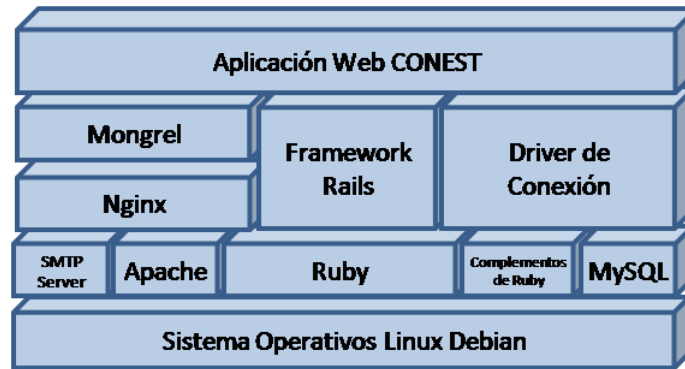 Aplicación Web CONEST
Mongrel
Nginx
Framework
Rails
Driver de
Conexión
SMTP
Server
Apache
Ruby
Complementos
de Ruby
MySQL
Sistema Operativos Linux Debian